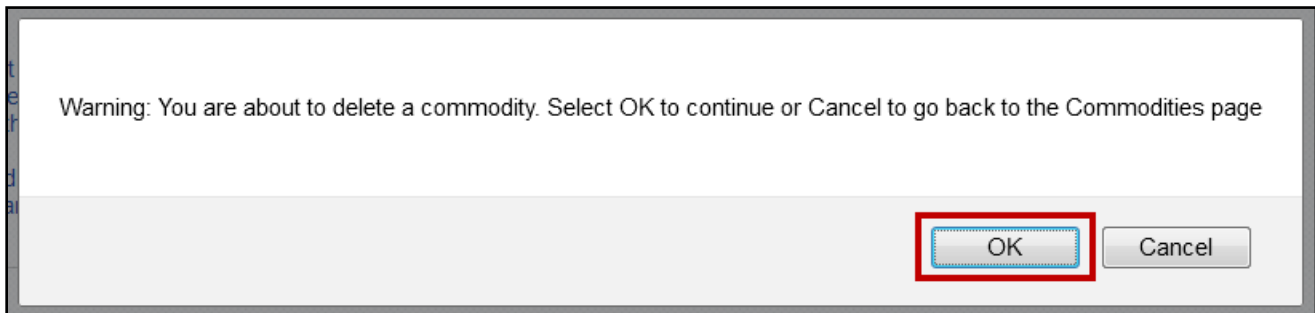 Warning: You are about to delete a commodity. Select OK to continue or Cancel to go back to the Commodities page
OK
Cancel